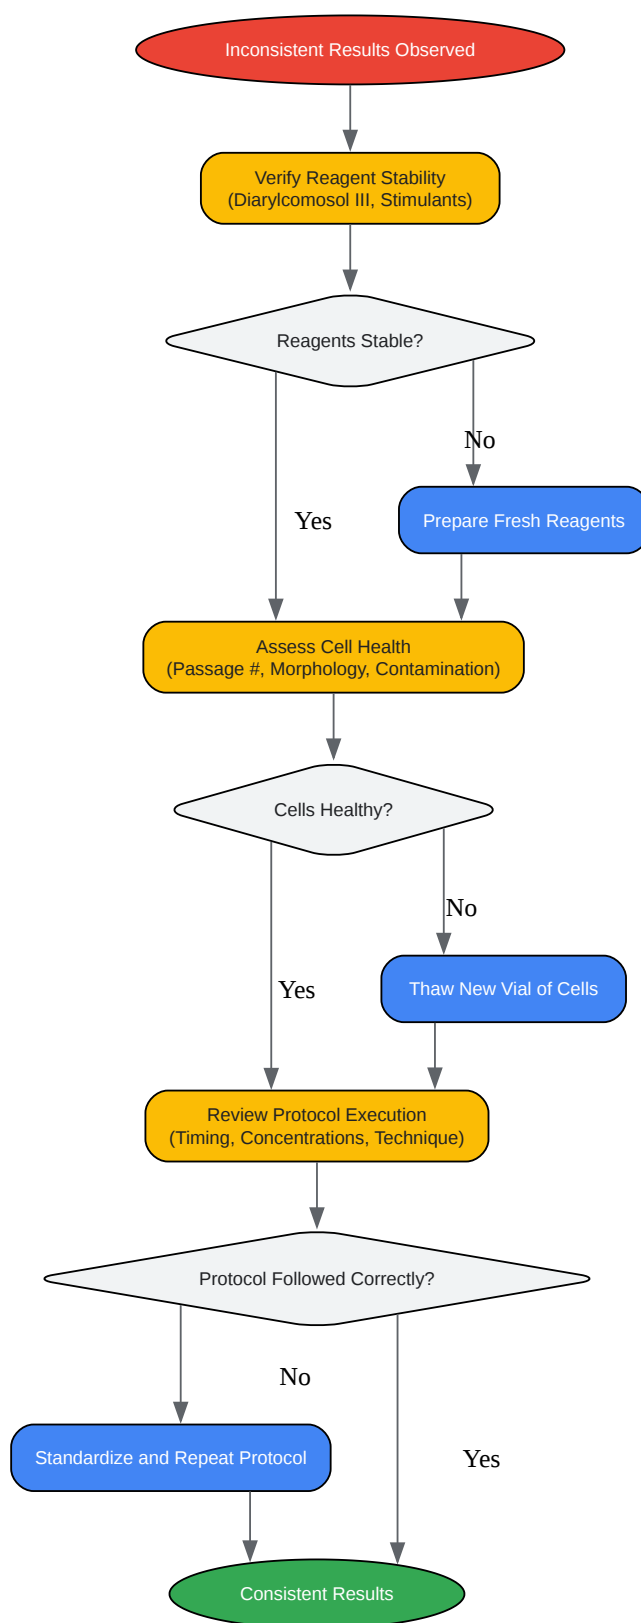 Inconsistent Results Observed
Verify Reagent Stability
(Diarylcomosol III, Stimulants)
Reagents Stable?
No
Yes
Prepare Fresh Reagents
Assess Cell Health
(Passage #, Morphology, Contamination)
Cells Healthy?
No
Yes
Thaw New Vial of Cells
Review Protocol Execution
(Timing, Concentrations, Technique)
Protocol Followed Correctly?
No
Standardize and Repeat Protocol
Yes
Consistent Results